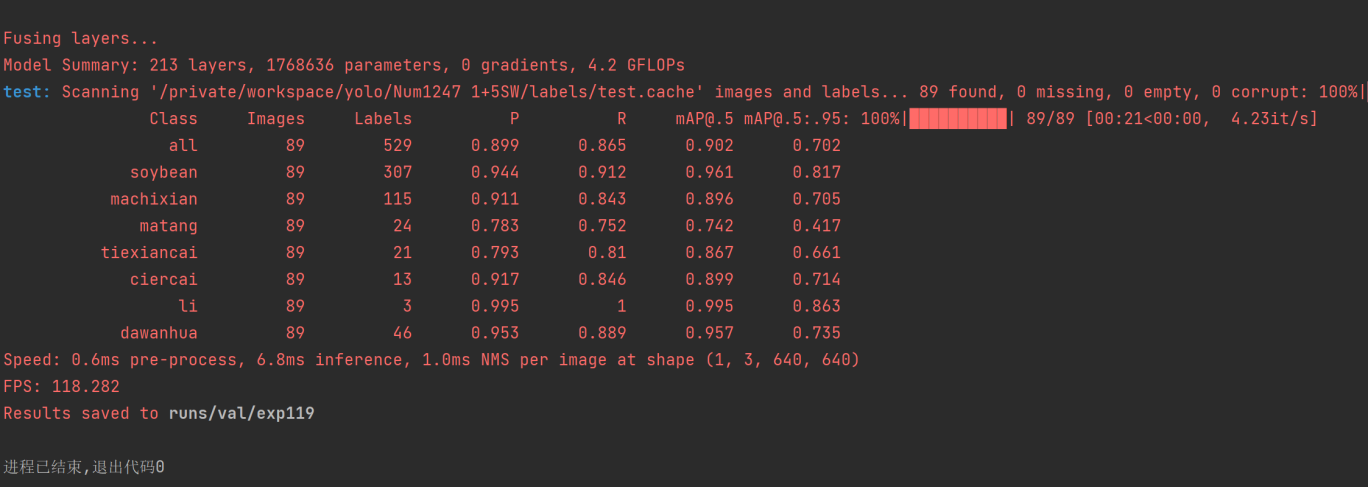 Fusing layers...
Model Summary: 213 layers, 1768636 parameters, 0 gradients, 4.2 GFLOPs
test: Scanning '/private/workspace/yolo/Num1247 1+5SW/labels/test.cache' images and labels... 89 found, 0 missing, 0 empty, 0 corrupt: 100%|
Class Images Labels P R mAP@.5 mAP@.5:.95: 100%|██████████| 89/89 [00:21<00:00, 4.23it/s]
all 89 529 0.899 0.865 0.902 0.702
soybean 89 307 0.944 0.912 0.961 0.817
machixian 89 115 0.911 0.843 0.896 0.705
matang 89 24 0.783 0.752 0.742 0.417
tiexiancai 89 21 0.793 0.81 0.867 0.661
ciercai 89 13 0.917 0.846 0.899 0.714
li 89 3 0.995 1 0.995 0.863
dawanhua 89 46 0.953 0.889 0.957 0.735
Speed: 0.6ms pre-process, 6.8ms inference, 1.0ms NMS per image at shape (1, 3, 640, 640)
FPS: 118.282
Results saved to runs/val/exp119
进程已结束,退出代码0